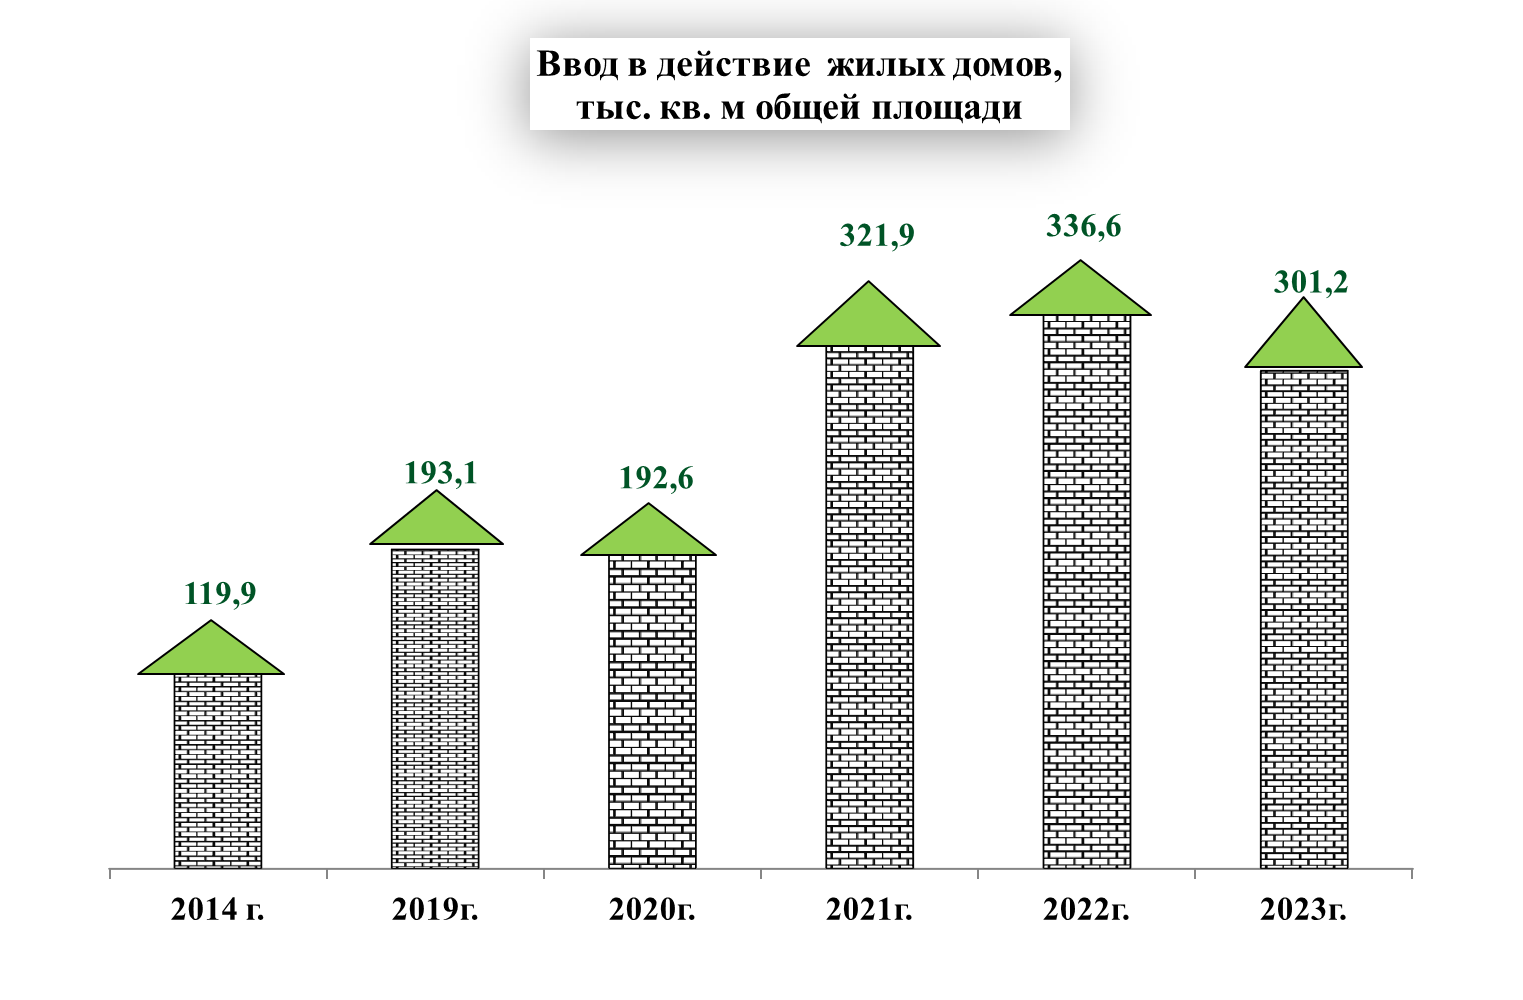 Ввод в действие жилых домов,
тыс. кв. м общей площади
336,6
321,9
301,2
193,1
192,6
119,9
2014 г. 2019г. 2020г. 2021г. 2022г. 2023г.